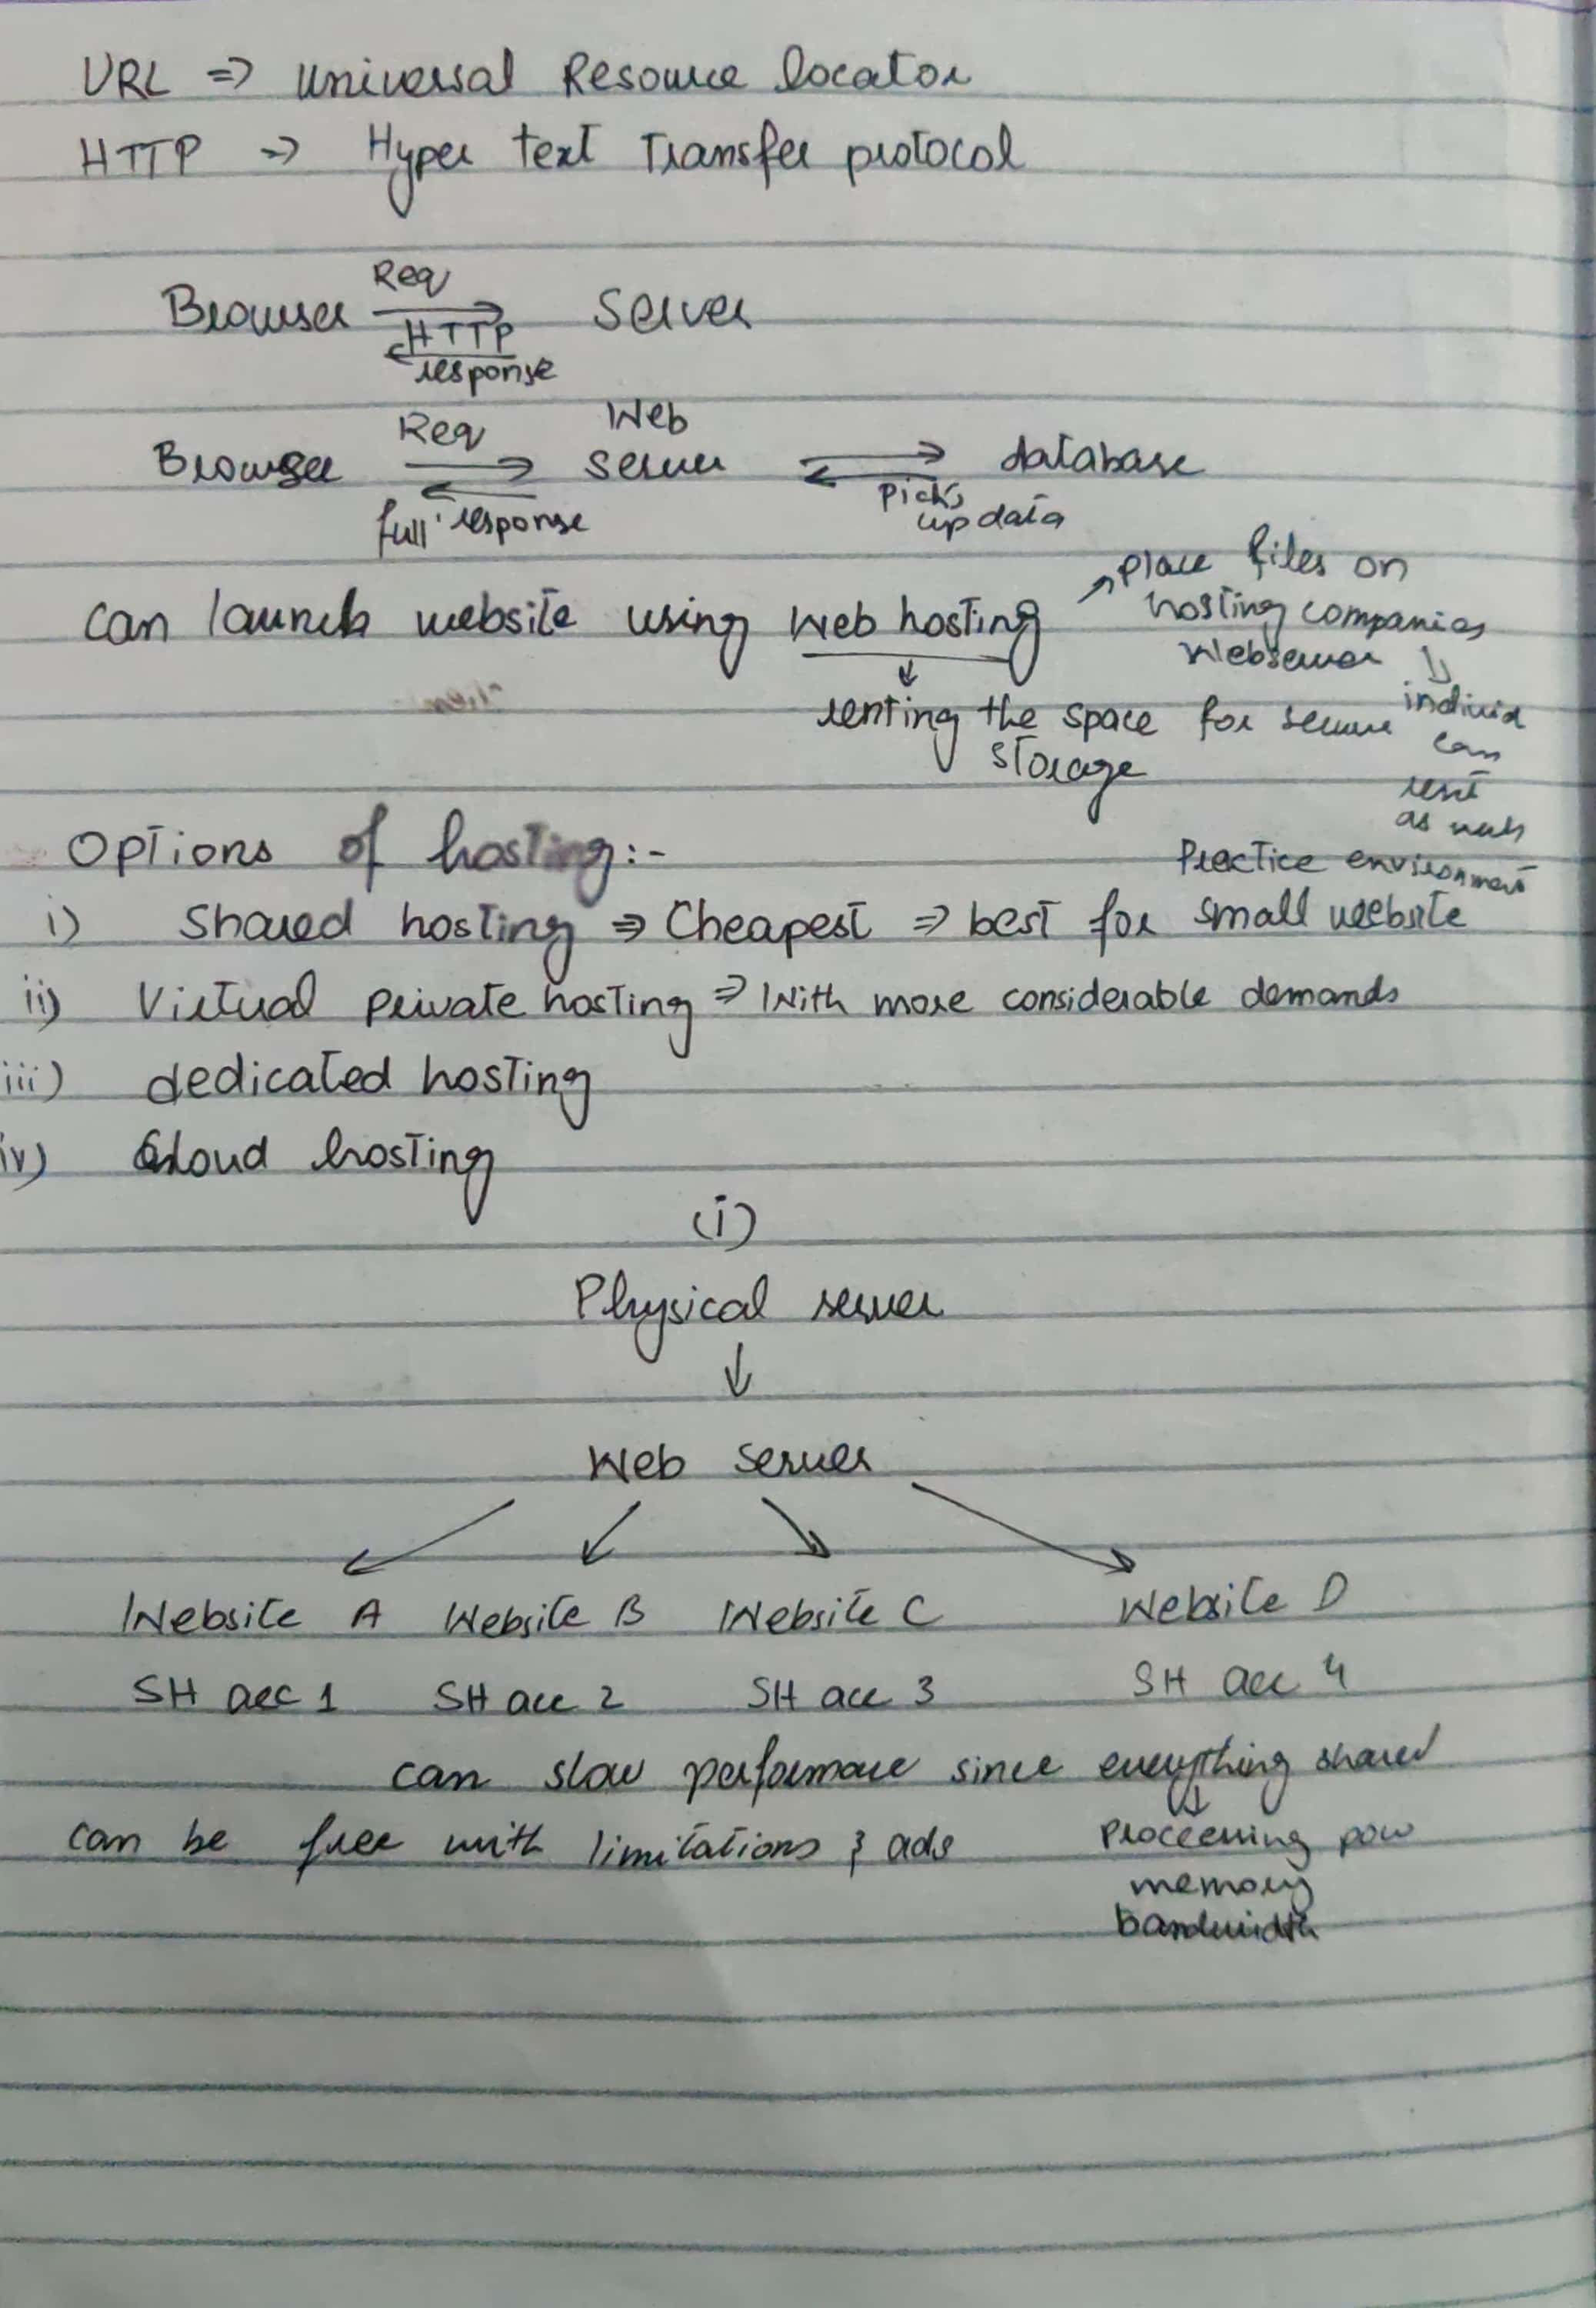 URL => universal Resource locator
HTTP => Hyper text Transfer protocol
Req
Browser → Server
HTTP
← response
Req Web
Browser → server → database
← full response ← Picks
up data
can launch website using web hosting ↗ place files on
hosting companies
webserver ↓
↓
renting the space for secure
storage
individ
can
rent
as well
Practice environment
Options of hosting:-
i) Shared hosting => Cheapest => best for small website
ii) Virtual private hosting => With more considerable demands
iii) dedicated hosting
iv) Cloud hosting
(i)
Physical server
↓
Web server
Website A Website B Website C Website D
SH acc 1 SH acc 2 SH acc 3 SH acc 4
can slow performace since everything shared
↓
can be free with limitations & ads
pow
memory
bandwidth